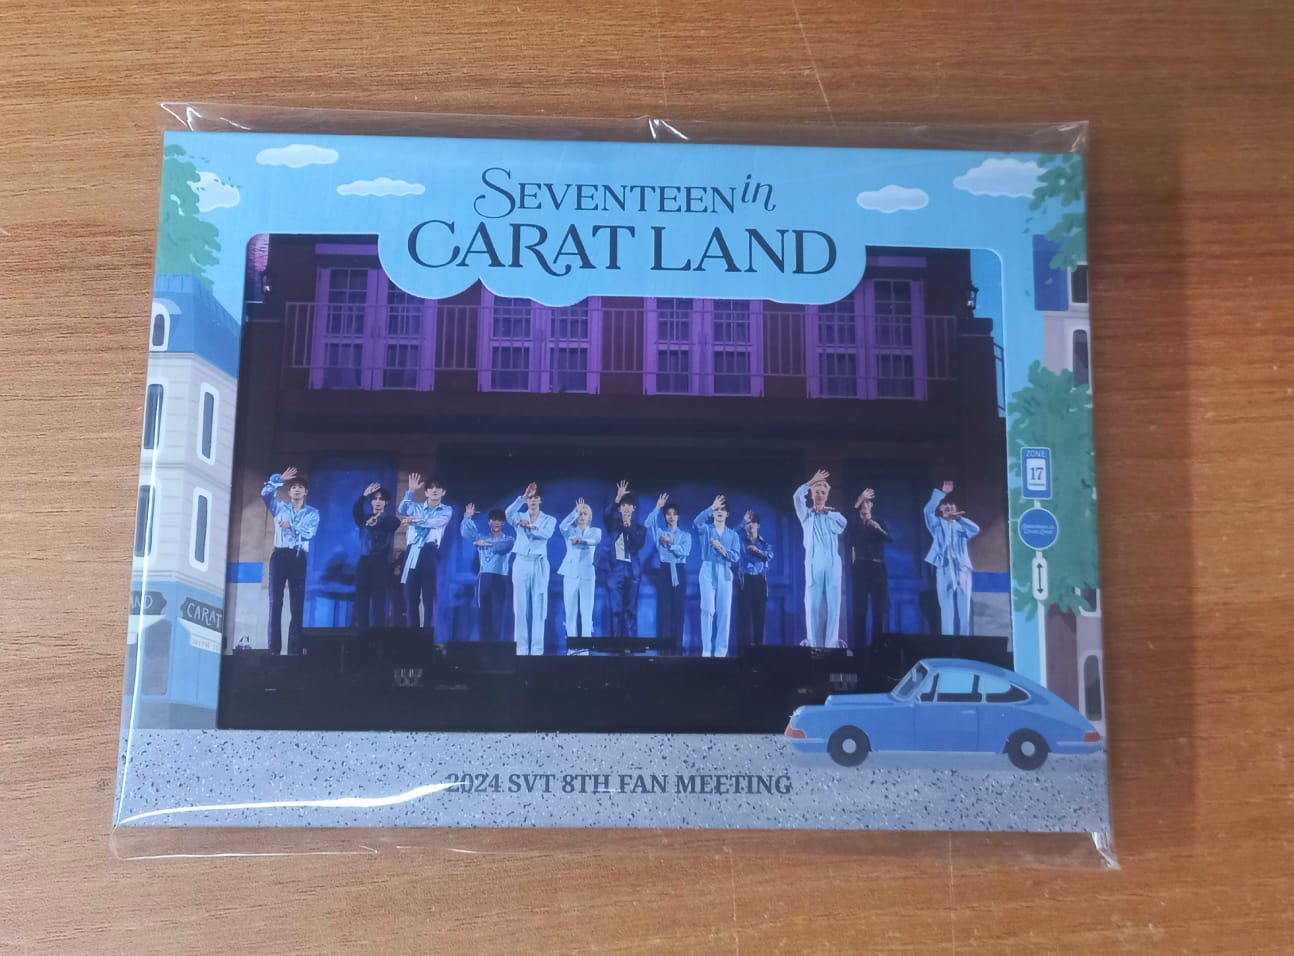 SEVENTEEN in
CARAT LAND
ZONE
17
CARAT
2024 SVT 8TH FAN MEETING